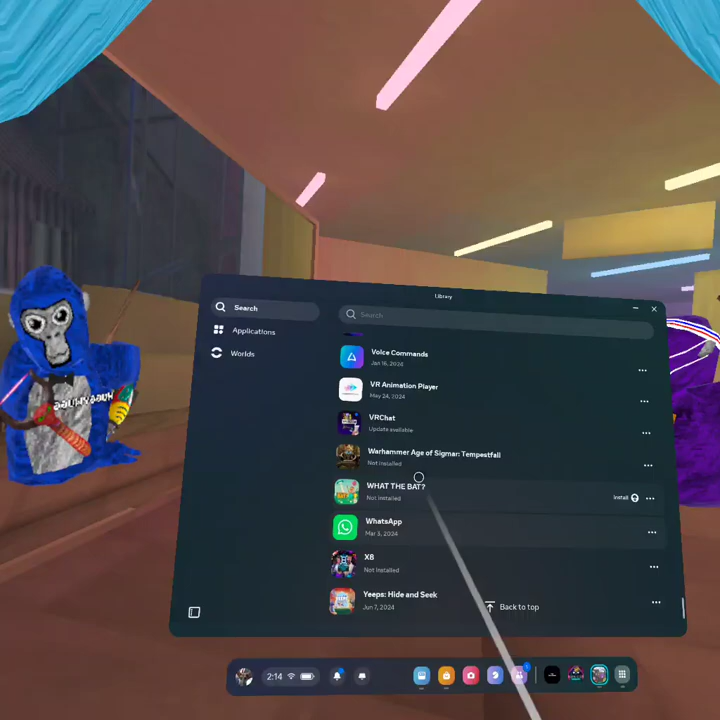 Library
Search
Applications
Worlds
Search
Voice Commands
Jan 16, 2024
VR Animation Player
May 24, 2024
VRChat
Update available
Warhammer Age of Sigmar: Tempestfall
Not Installed
WHAT THE BAT?
Not Installed
Install
WhatsApp
Mar 3, 2024
X8
Not Installed
Yeeps: Hide and Seek
Jun 7, 2024
Back to top
2:14